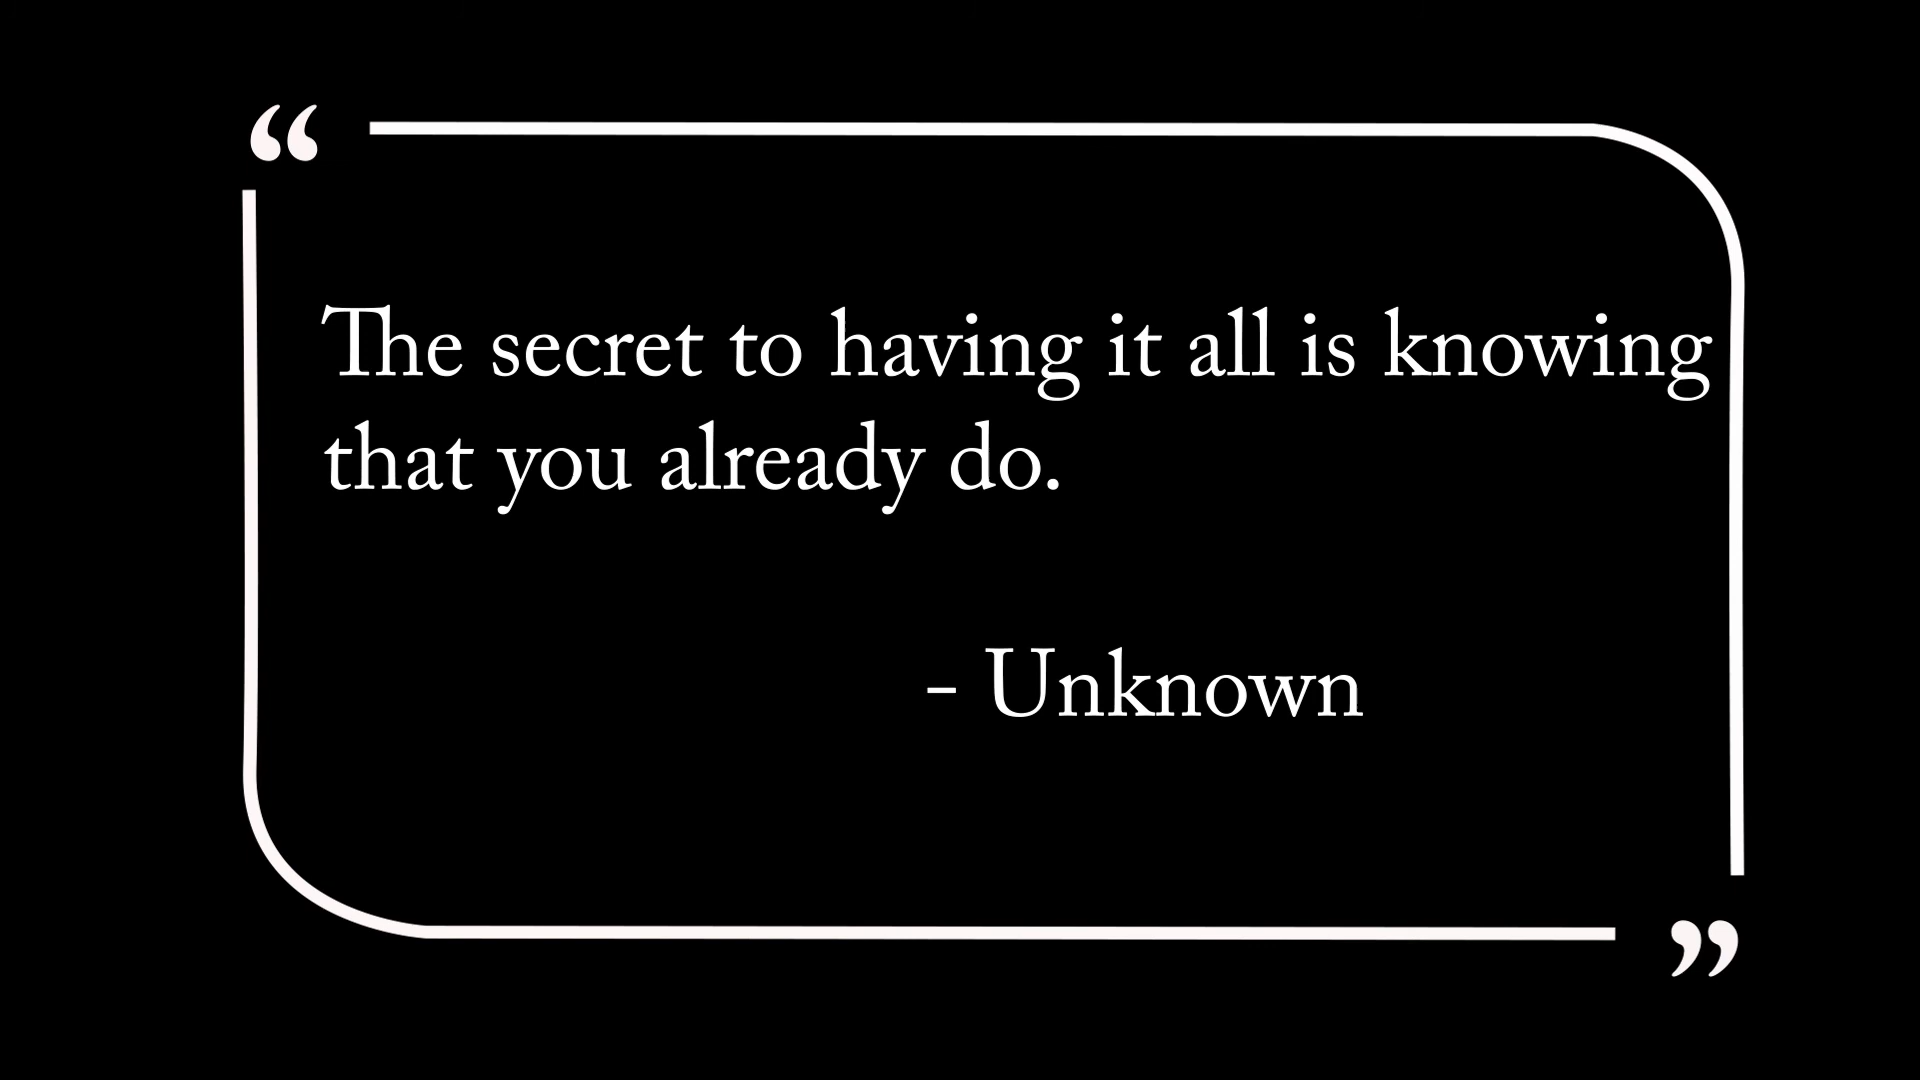 “
The secret to having it all is knowing
that you already do.
- Unknown
”